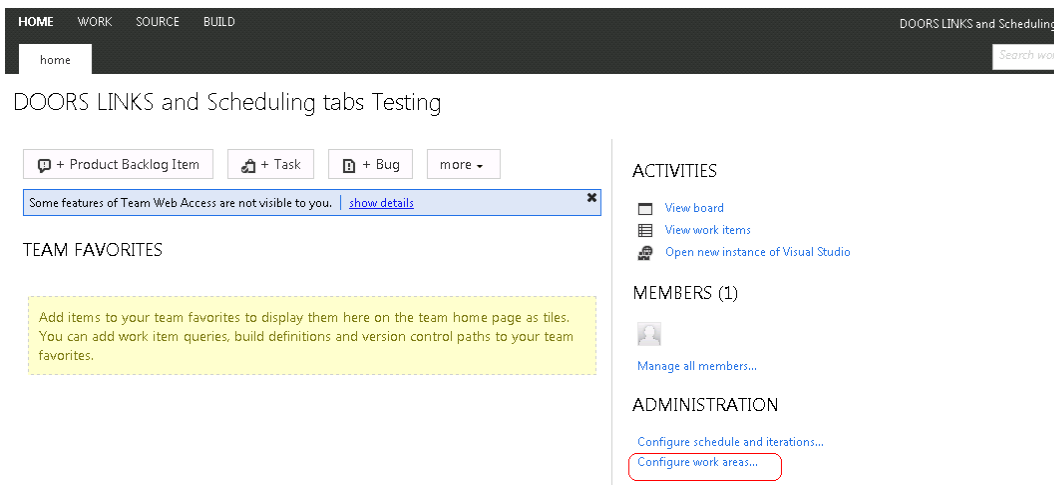 HOME WORK SOURCE BUILD
DOORS LINKS and Scheduling
home
Search wor
DOORS LINKS and Scheduling tabs Testing
+ Product Backlog Item + Task + Bug more
Some features of Team Web Access are not visible to you. | show details
TEAM FAVORITES
Add items to your team favorites to display them here on the team home page as tiles.
You can add work item queries, build definitions and version control paths to your team
favorites.
ACTIVITIES
View board
View work items
Open new instance of Visual Studio
MEMBERS (1)
Manage all members...
ADMINISTRATION
Configure schedule and iterations...
Configure work areas...